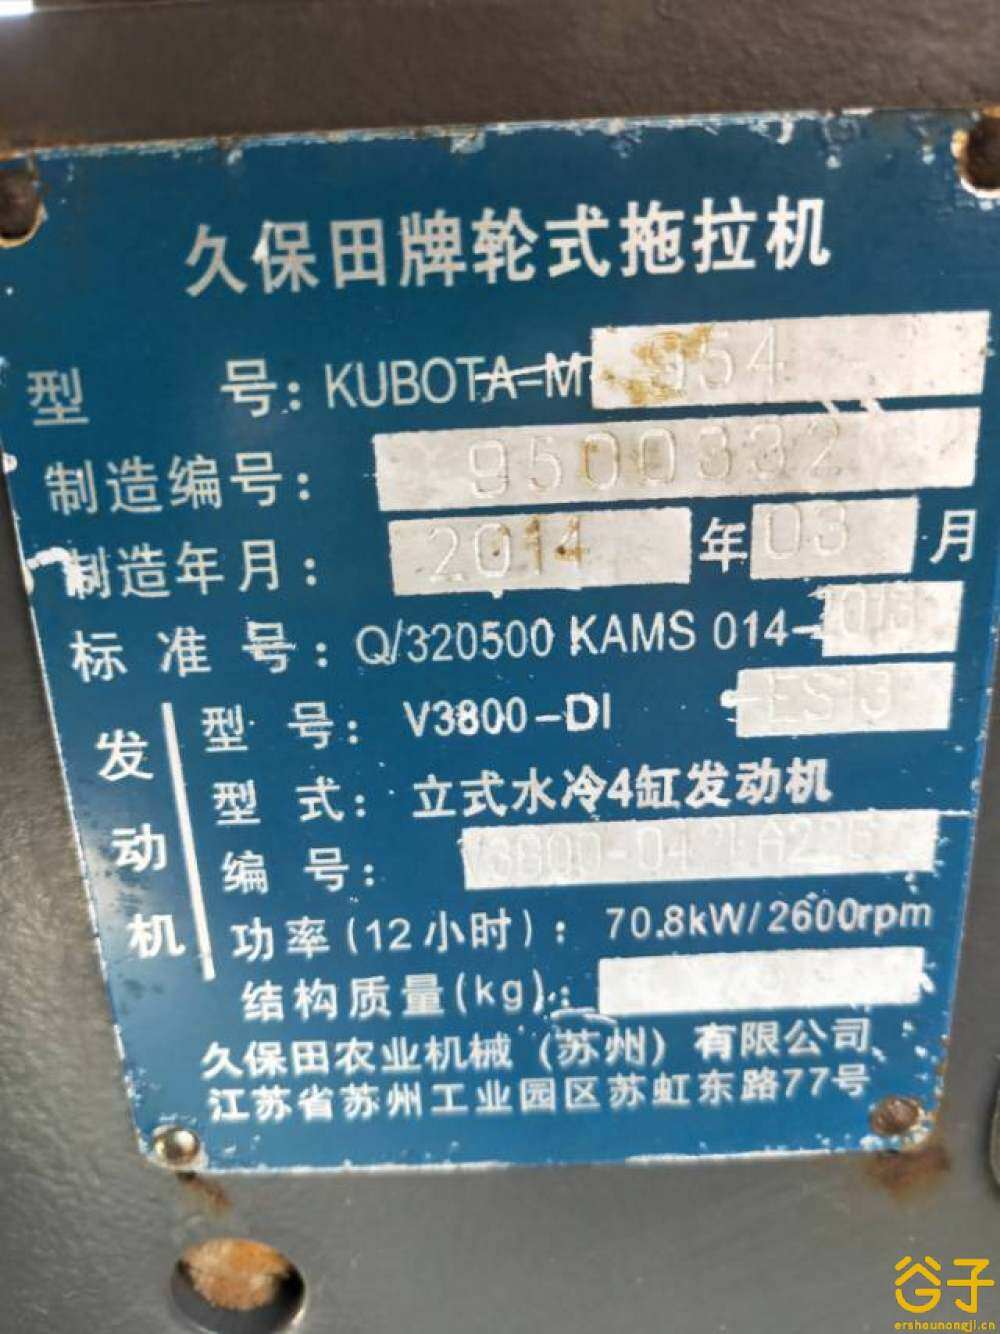 久保田牌轮式拖拉机
型 号: KUBOTA-M 954
制造编号: 9500332
制造年月: 2014 年 03 月
标准号: Q/320500 KAMS 014-
发动机
型 号: V3800-DI
型 式: 立式水冷4缸发动机
编 号: V3800-
功率(12小时): 70.8kW/2600rpm
结构质量(kg):
久保田农业机械(苏州)有限公司
江苏省苏州工业园区苏虹东路77号
谷子
ershounongji.cn